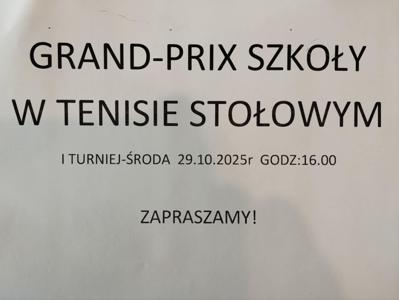 GRAND-PRIX SZKOŁY
W TENISIE STOŁOWYM
I TURNIEJ-ŚRODA 29.10.2025r GODZ:16.00
ZAPRASZAMY!